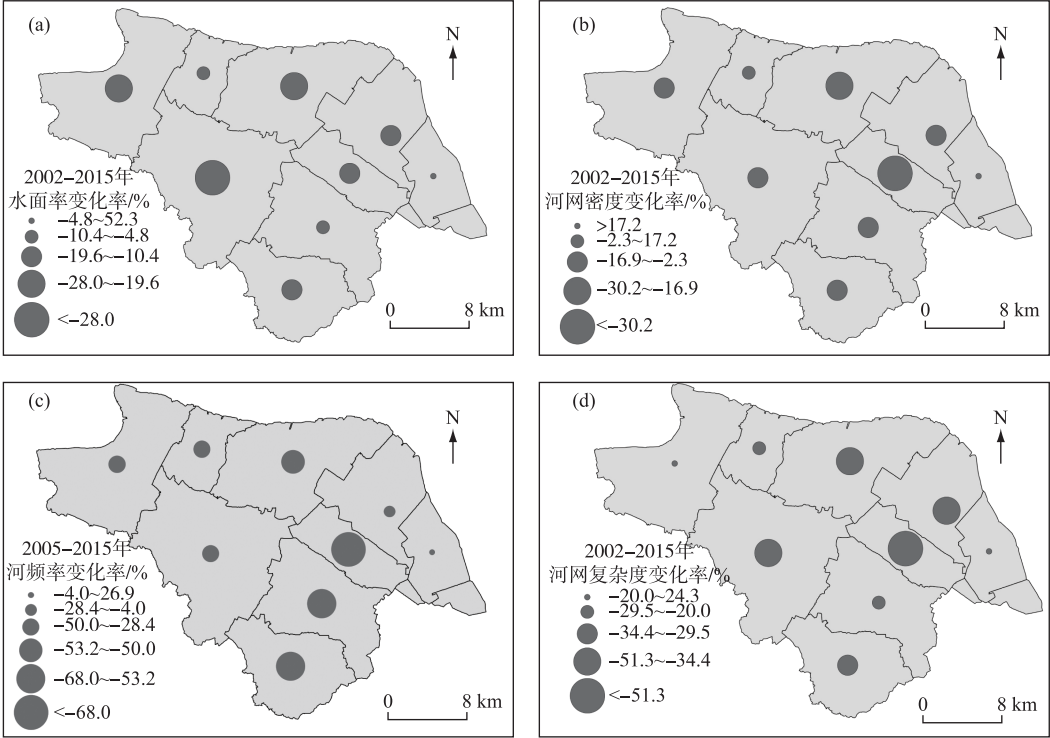 (a)
N
2002–2015年
水面率变化率/%
−4.8~52.3
−10.4~−4.8
−19.6~−10.4
−28.0~−19.6
<−28.0
0 8 km
(b)
N
2002–2015年
河网密度变化率/%
>17.2
−2.3~17.2
−16.9~−2.3
−30.2~−16.9
<−30.2
0 8 km
(c)
N
2005–2015年
河频率变化率/%
−4.0~26.9
−28.4~−4.0
−50.0~−28.4
−53.2~−50.0
−68.0~−53.2
<−68.0
0 8 km
(d)
N
2002–2015年
河网复杂度变化率/%
−20.0~24.3
−29.5~−20.0
−34.4~−29.5
−51.3~−34.4
<−51.3
0 8 km